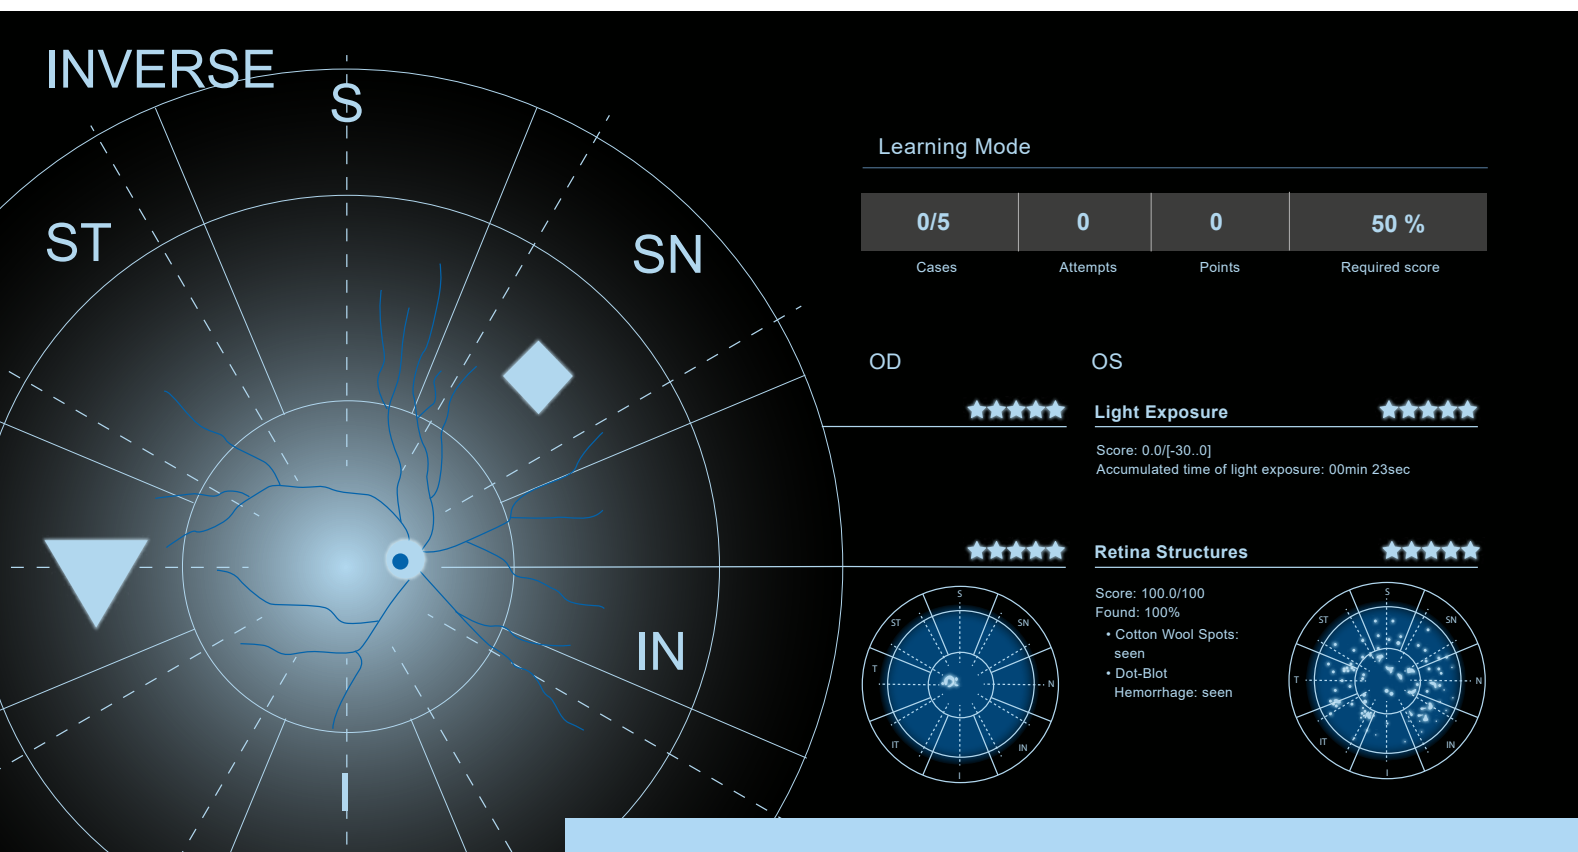 INVERSE
S
ST
SN
IN
I
Learning Mode
0/5
0
0
50 %
Cases
Attempts
Points
Required score
OD
OS
Light Exposure
Score: 0.0/[-30..0]
Accumulated time of light exposure: 00min 23sec
Retina Structures
Score: 100.0/100
Found: 100%
• Cotton Wool Spots:
seen
• Dot-Blot
Hemorrhage: seen
S
ST
SN
T
N
IT
IN
I
S
ST
SN
T
N
IT
IN
I